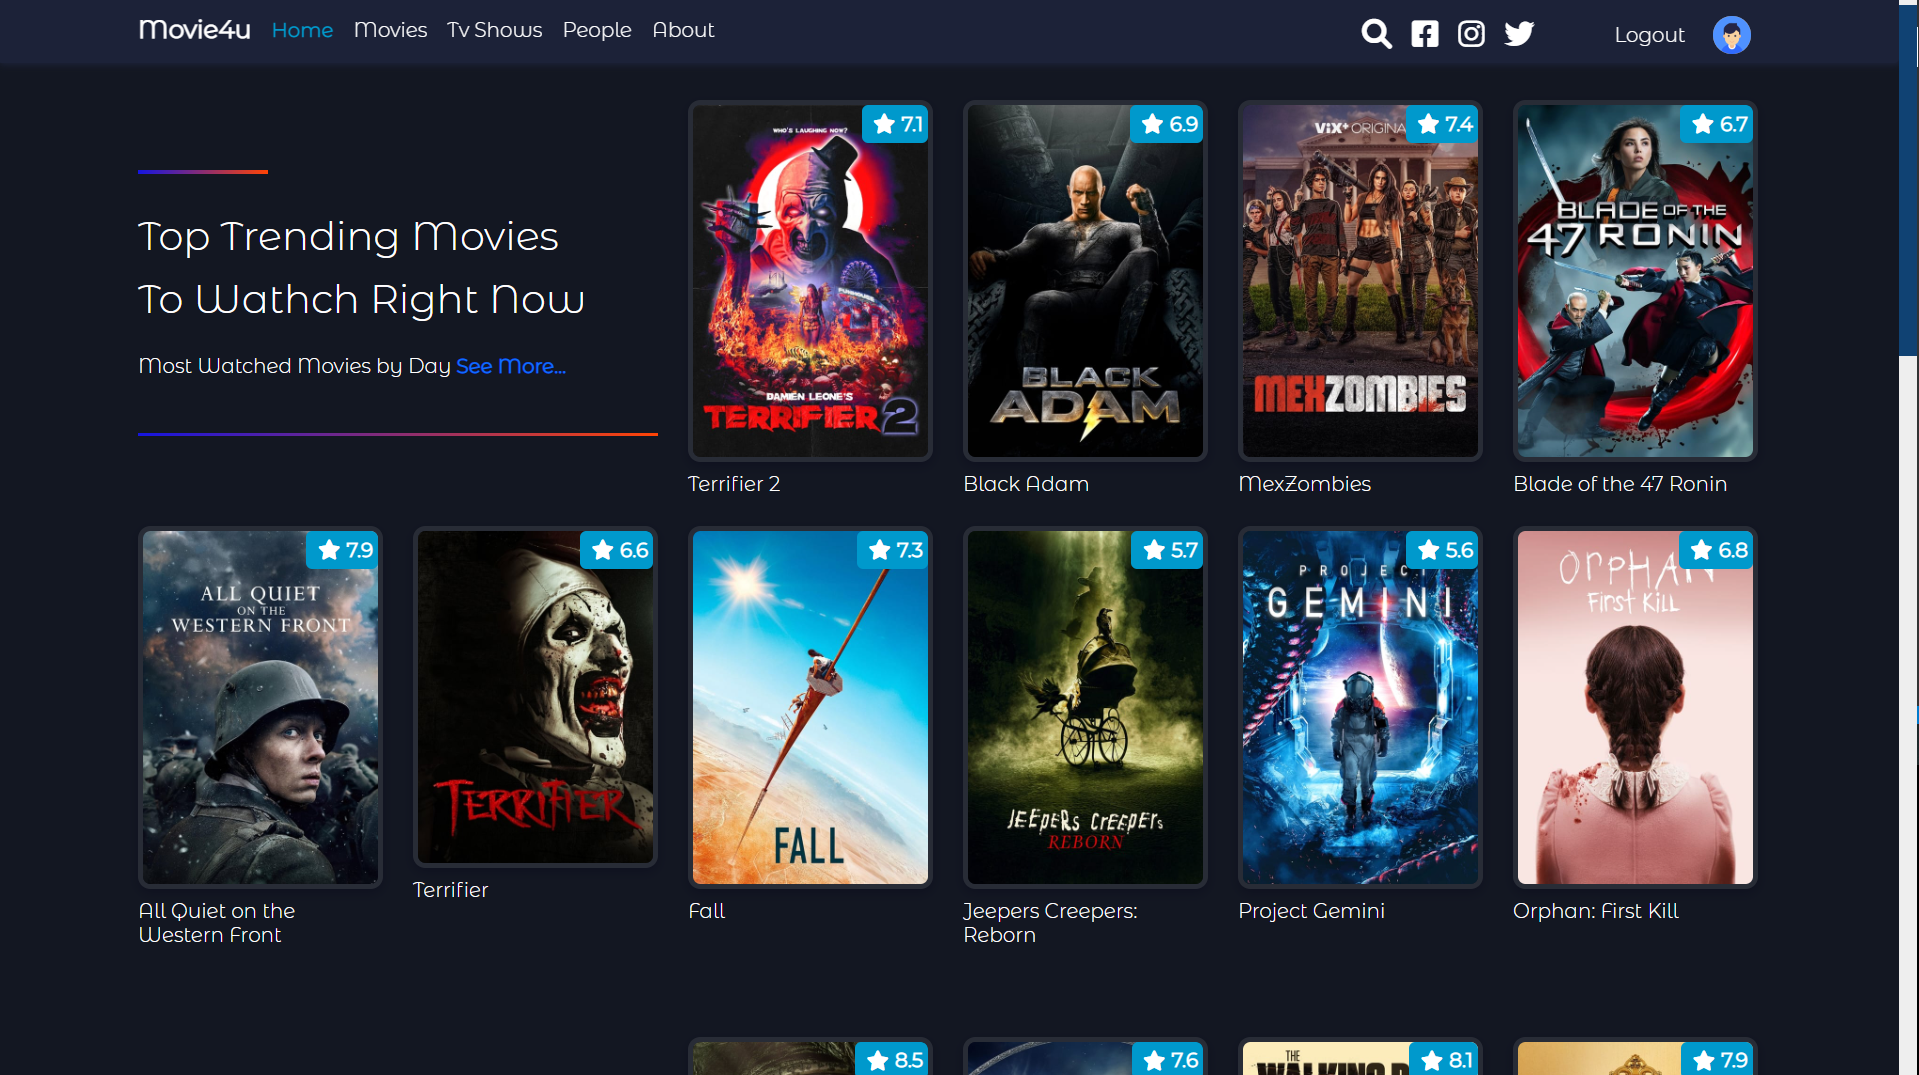 Movie4u Home Movies Tv Shows People About Logout
Top Trending Movies
To Wathch Right Now
Most Watched Movies by Day See More...
WHO'S LAUGHING NOW?
7.1
DAMIEN LEONE'S
TERRIFIER 2
Terrifier 2
6.9
BLACK
ADAM
Black Adam
ViX+ ORIGINA
7.4
MEXZOMBIES
MexZombies
6.7
BLADE OF THE
47 RONIN
Blade of the 47 Ronin
7.9
ALL QUIET
ON THE
WESTERN FRONT
All Quiet on the
Western Front
6.6
TERRIFIER
Terrifier
7.3
FALL
Fall
5.7
JEEPERS CREEPERS
REBORN
Jeepers Creepers:
Reborn
5.6
PROJEC
GEMINI
Project Gemini
6.8
ORPHAN
First Kill
Orphan: First Kill
8.5
7.6
THE
WALKING D
8.1
7.9